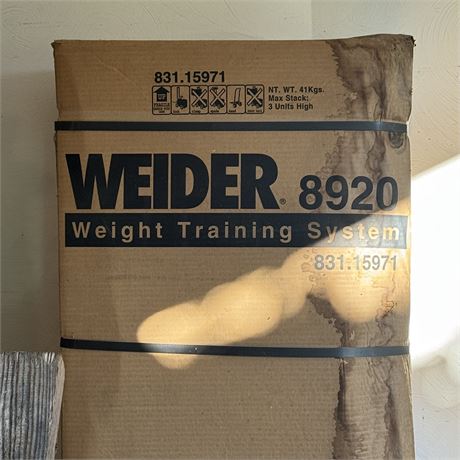 831.15971
NT. WT. 41Kgs.
Max Stack:
3 Units High
WEIDER® 8920
Weight Training System
831.15971